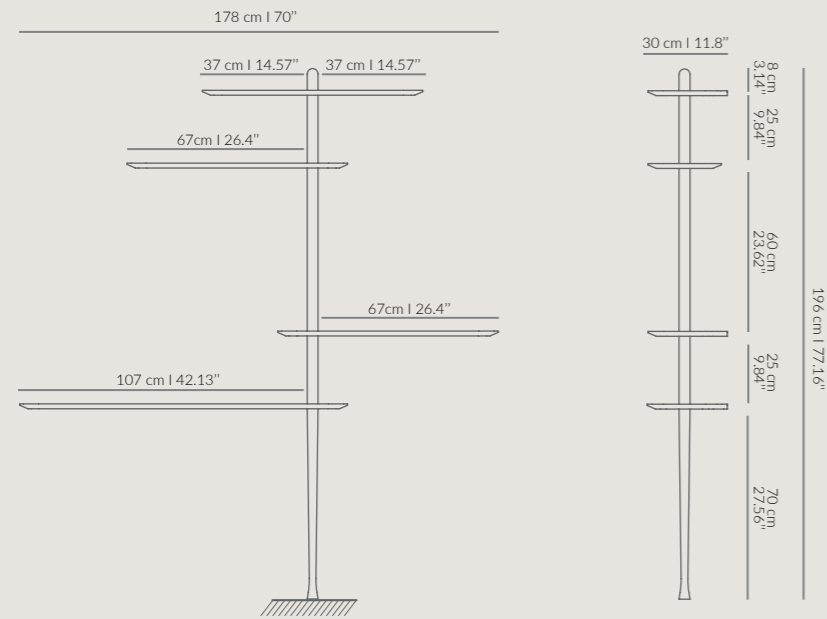 178 cm I 70”
37 cm I 14.57”
37 cm I 14.57”
67cm I 26.4”
67cm I 26.4”
107 cm I 42.13”
30 cm I 11.8”
8 cm
3.14”
25 cm
9.84”
60 cm
23.62”
25 cm
9.84”
70 cm
27.56”
196 cm I 77.16”